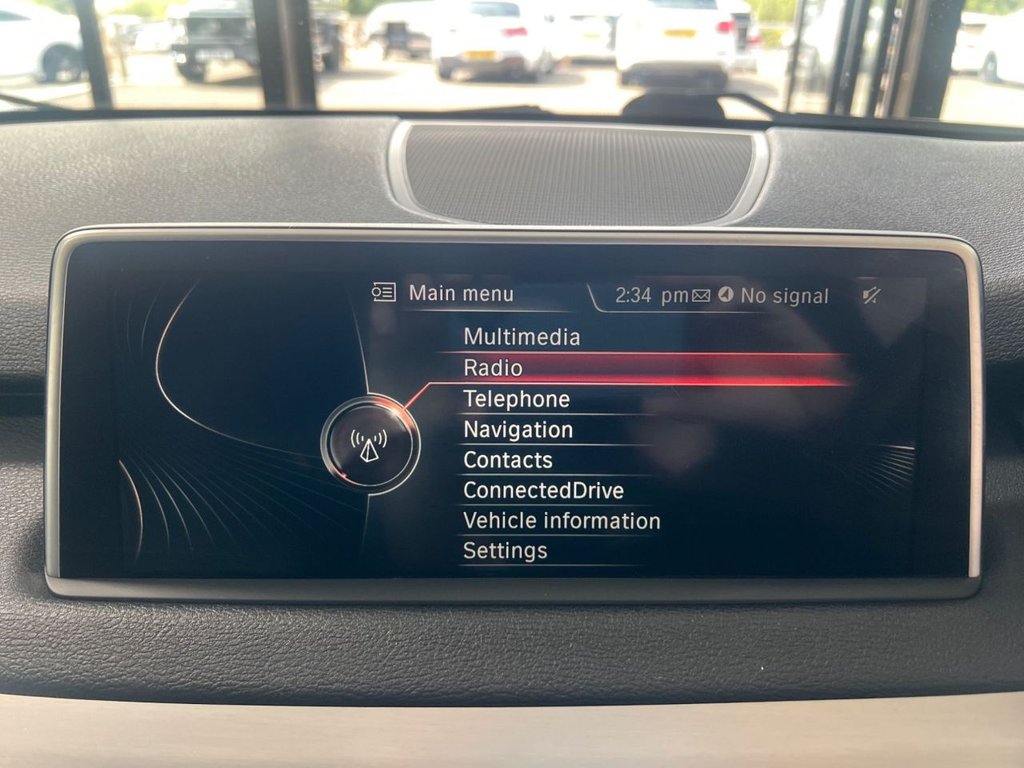 Main menu 2:34 pm No signal
Multimedia
Radio
Telephone
Navigation
Contacts
ConnectedDrive
Vehicle information
Settings